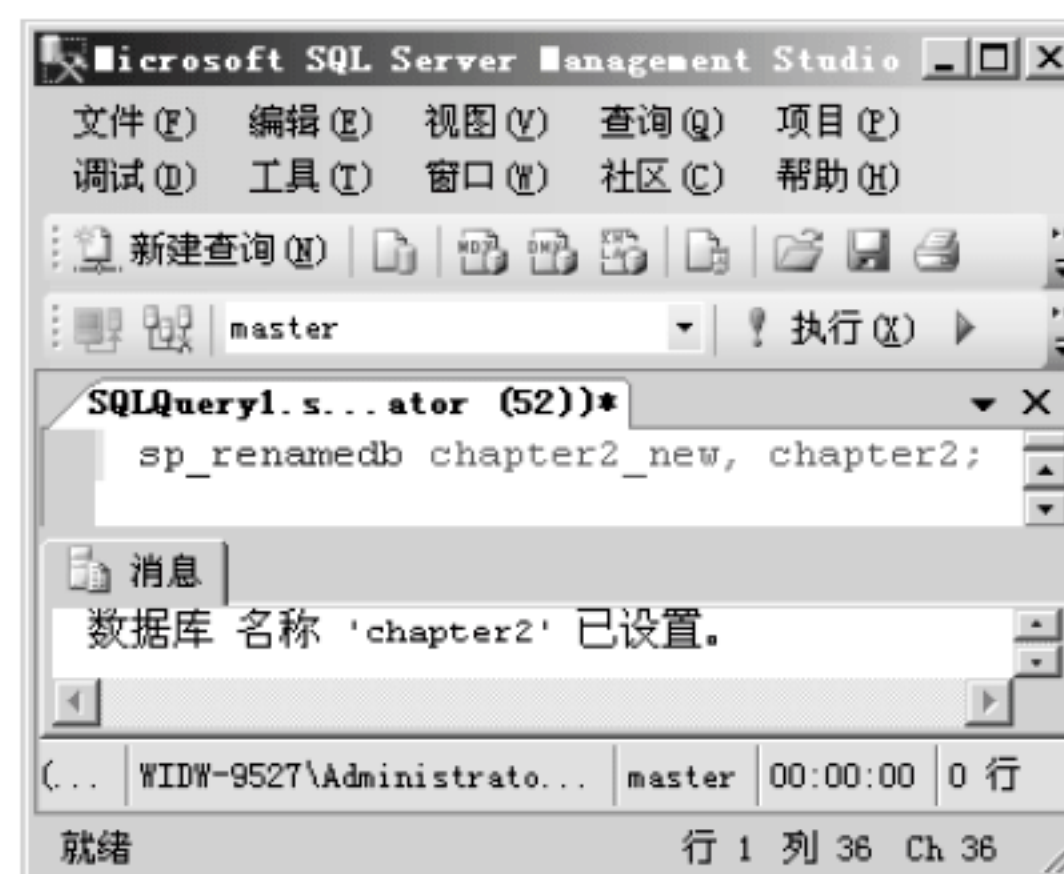 Microsoft SQL Server Management Studio
文件(F) 编辑(E) 视图(V) 查询(Q) 项目(P)
调试(D) 工具(T) 窗口(W) 社区(C) 帮助(H)
新建查询(N)
master 执行(X)
SQLQuery1.s...ator (52))*
sp_renamedb chapter2_new, chapter2;
消息
数据库 名称 'chapter2' 已设置。
(... WIDW-9527\Administrato... master 00:00:00 0 行
就绪 行 1 列 36 Ch 36